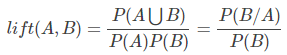 lift(A, B) = P(A⋃B) / P(A)P(B) = P(B/A) / P(B)